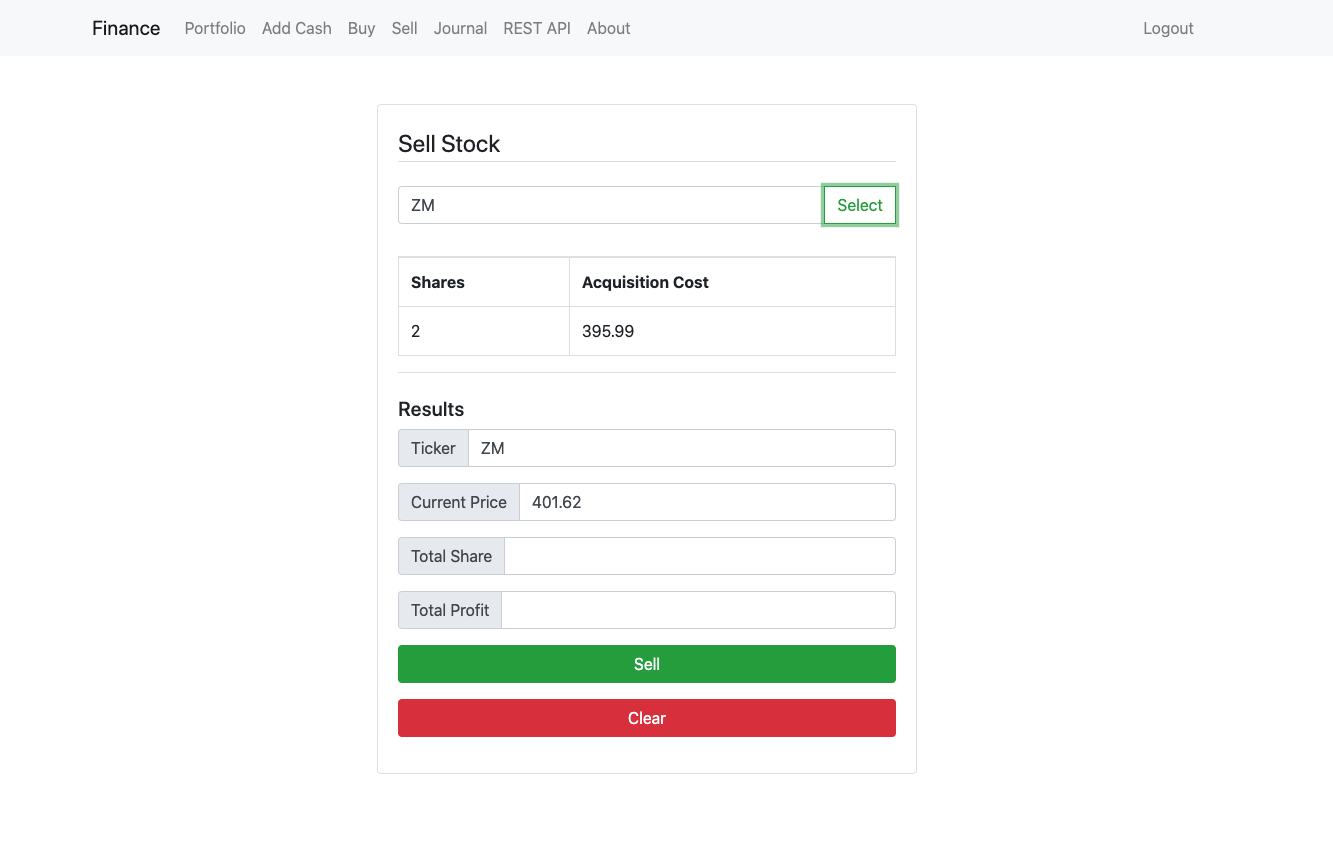 Finance Portfolio Add Cash Buy Sell Journal REST API About Logout
Sell Stock
ZM Select
Shares Acquisition Cost
2 395.99
Results
Ticker ZM
Current Price 401.62
Total Share
Total Profit
Sell
Clear